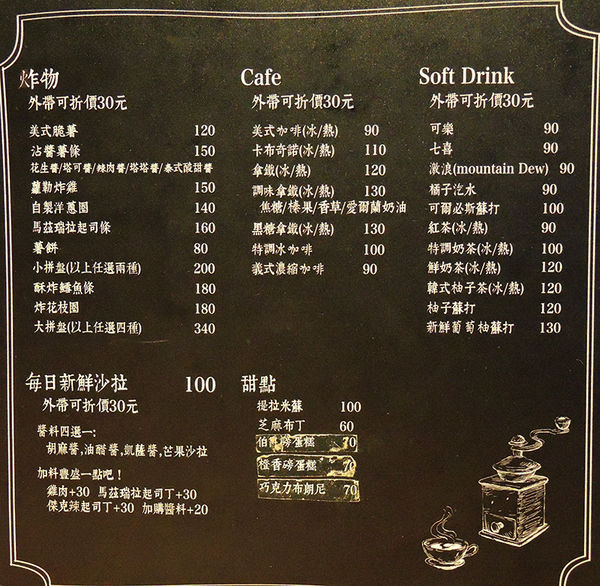 炸物
外帶可折價30元
美式脆薯 120
沾醬薯條 150
花生醬/塔可醬/辣肉醬/塔塔醬/泰式酸甜醬
蘿勒炸雞 150
自製洋蔥圈 140
馬茲瑞拉起司條 160
薯餅 80
小拼盤(以上任選兩種) 200
酥炸鱈魚條 180
炸花枝圈 180
大拼盤(以上任選四種) 340
每日新鮮沙拉 100
外帶可折價30元
醬料四選一:
胡麻醬,油醋醬,凱薩醬,芒果沙拉
加料豐盛一點吧!
雞肉+30 馬茲瑞拉起司丁+30
傑克辣起司丁+30 加購醬料+20
Cafe
外帶可折價30元
美式咖啡(冰/熱) 90
卡布奇諾(冰/熱) 110
拿鐵(冰/熱) 120
調味拿鐵(冰/熱) 130
焦糖/榛果/香草/愛爾蘭奶油
黑糖拿鐵(冰/熱) 130
特調冰咖啡 100
義式濃縮咖啡 90
甜點
提拉米蘇 100
芝麻布丁 60
伯爵磅蛋糕 70
橙香磅蛋糕 70
巧克力布朗尼 70
Soft Drink
外帶可折價30元
可樂 90
七喜 90
激浪(mountain Dew) 90
橘子汽水 90
可爾必斯蘇打 100
紅茶(冰/熱) 90
特調奶茶(冰/熱) 100
鮮奶茶(冰/熱) 120
韓式柚子茶(冰/熱) 120
柚子蘇打 120
新鮮葡萄柚蘇打 130